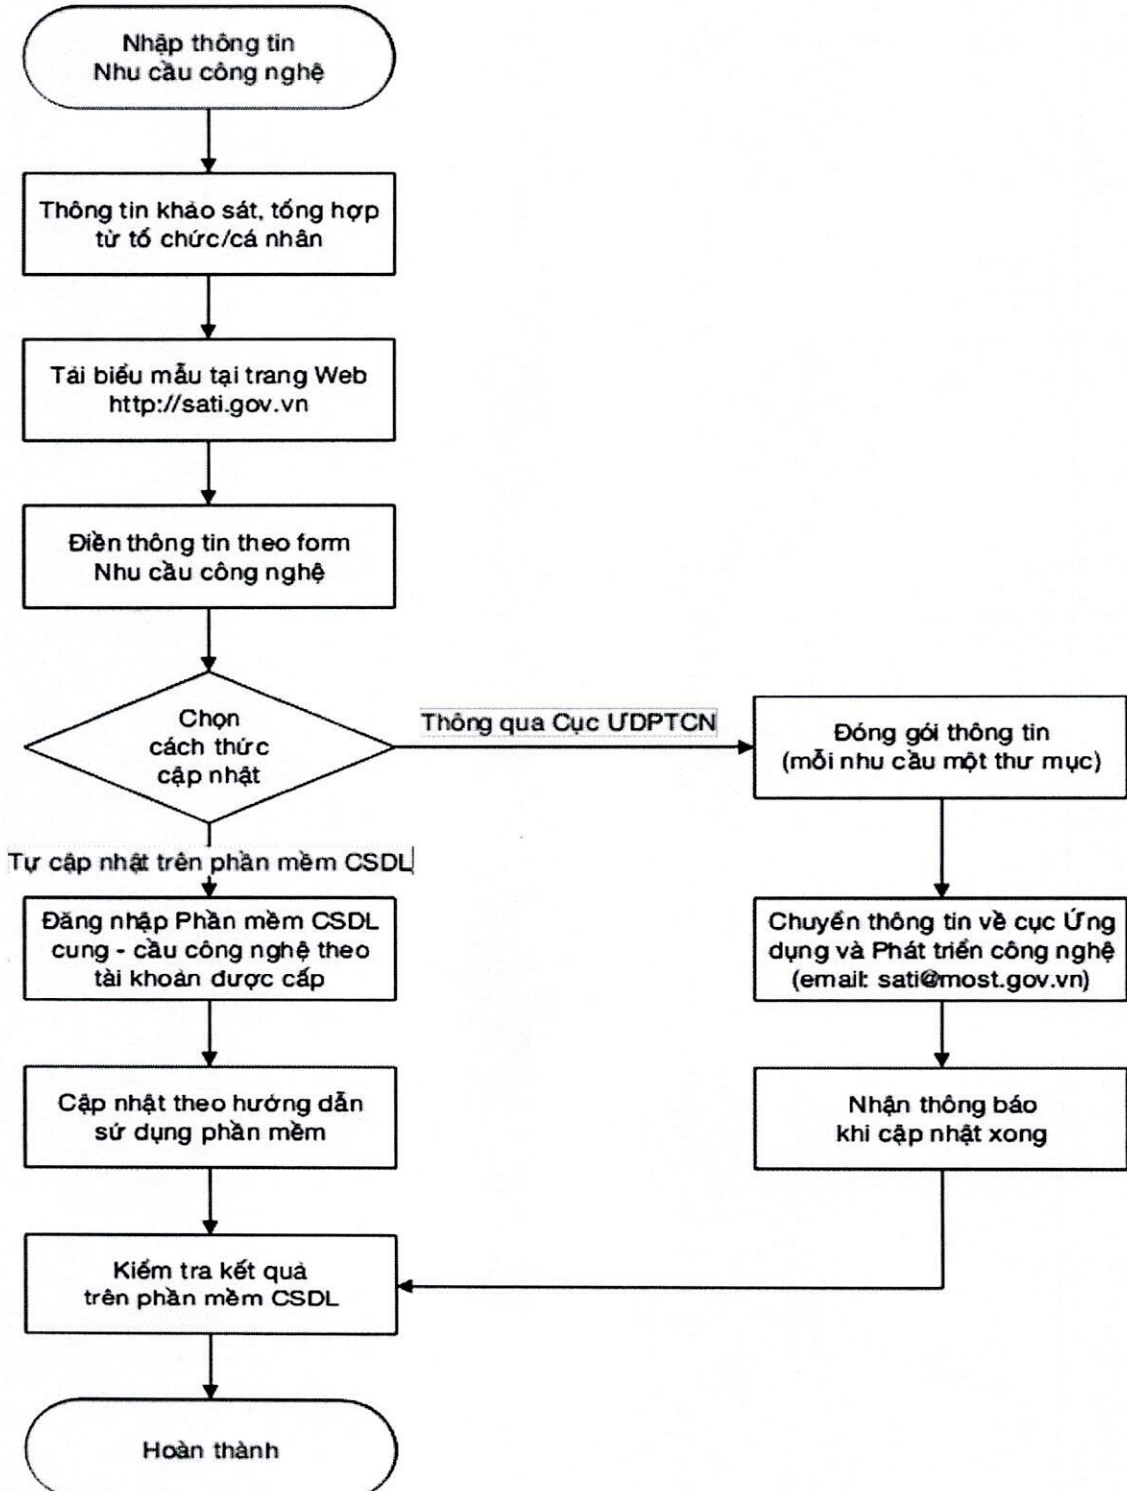 Nhập thông tin
Nhu cầu công nghệ
Thông tin khảo sát, tổng hợp
từ tổ chức/cá nhân
Tải biểu mẫu tại trang Web
http://sati.gov.vn
Điền thông tin theo form
Nhu cầu công nghệ
Chọn
cách thức
cập nhật
Thông qua Cục ƯDPTCN
Đóng gói thông tin
(mỗi nhu cầu một thư mục)
Tự cập nhật trên phần mềm CSDL
Đăng nhập Phần mềm CSDL
cung - cầu công nghệ theo
tài khoản được cấp
Chuyển thông tin về cục Ứng
dụng và Phát triển công nghệ
(email: sati@most.gov.vn)
Cập nhật theo hướng dẫn
sử dụng phần mềm
Nhận thông báo
khi cập nhật xong
Kiểm tra kết quả
trên phần mềm CSDL
Hoàn thành